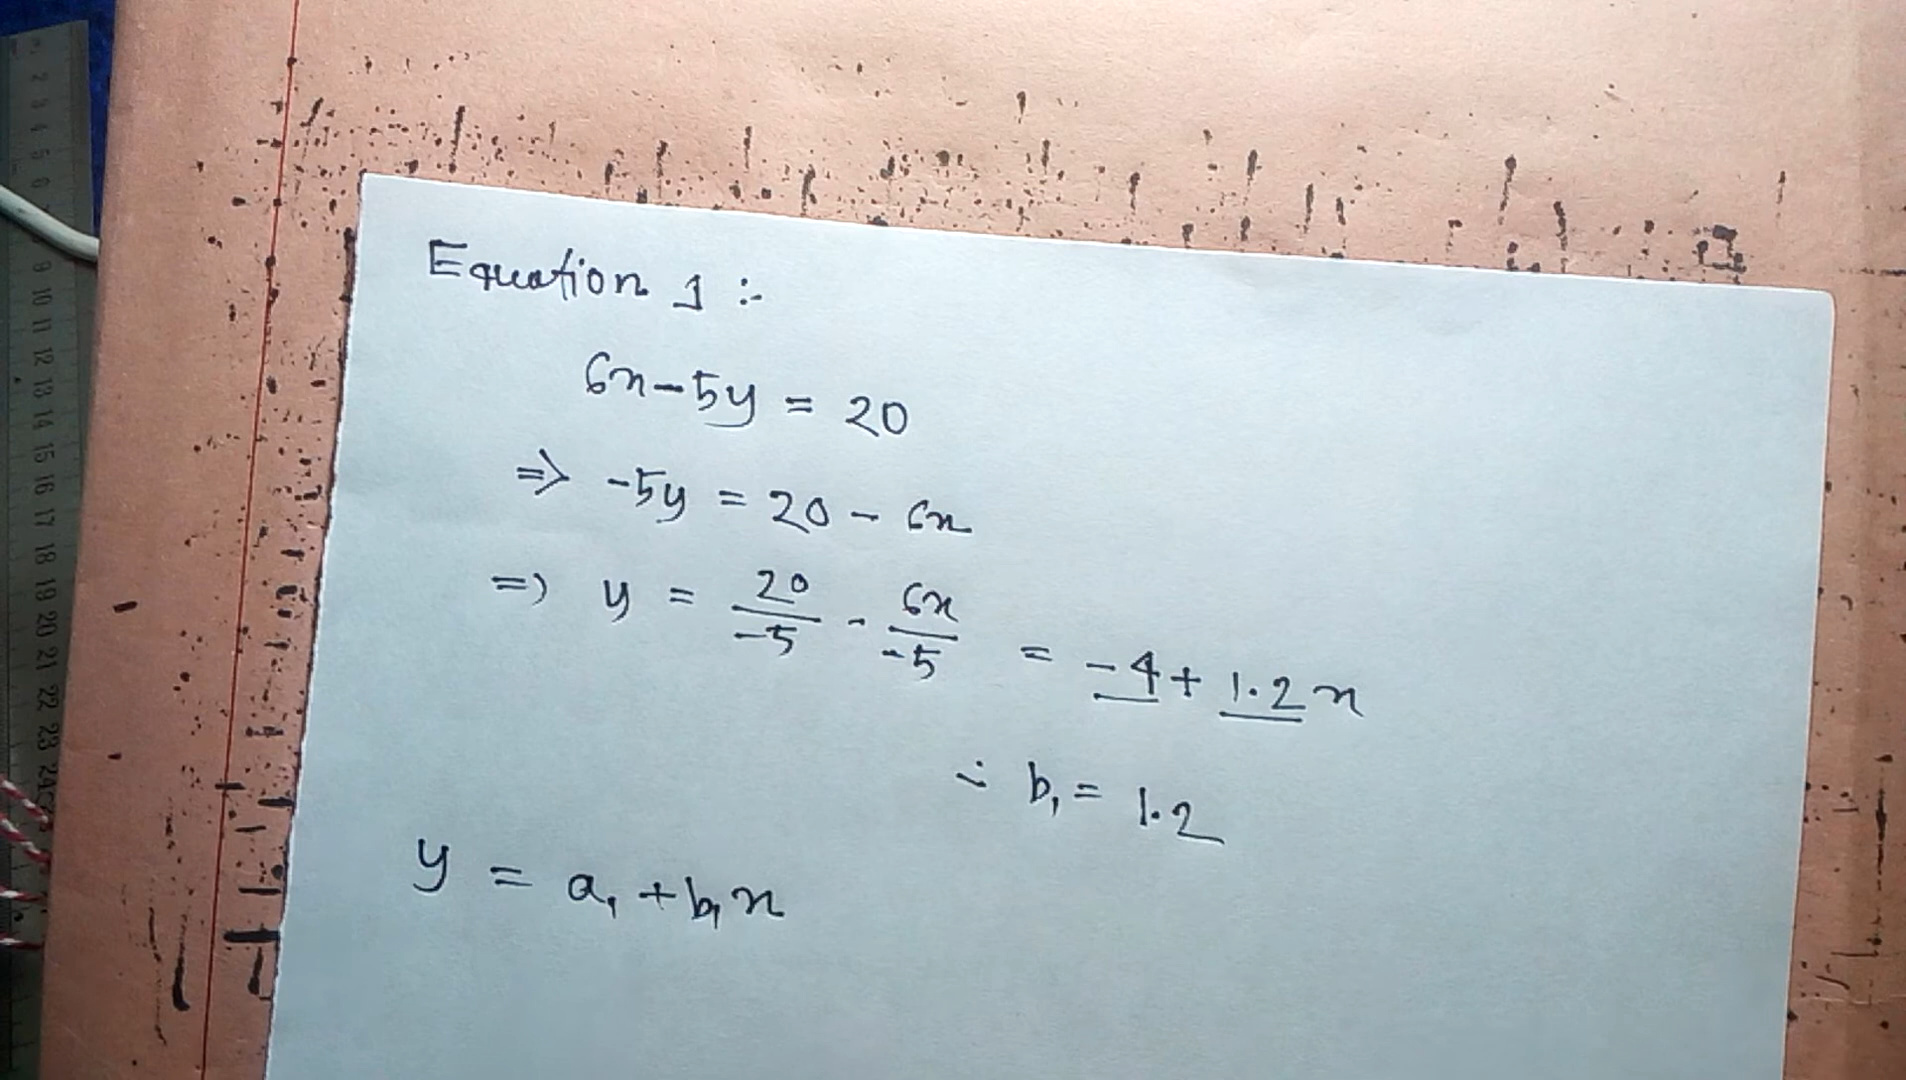 Equation 1 :-
6x - 5y = 20
=> -5y = 20 - 6x
=> y = 20/-5 - 6x/-5 = -4 + 1.2x
∴ b₁ = 1.2
y = a₁ + b₁x